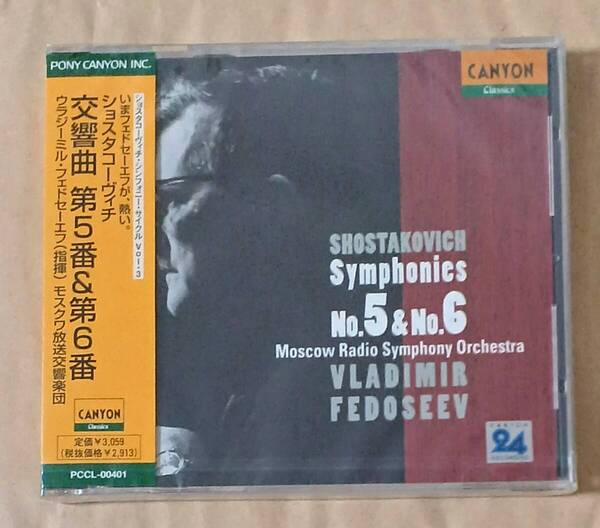 PONY CANYON INC.
ショスタコーヴィチ・シンフォニー・サイクル Vol.3
いまフェドセーエフが、熱い。
ショスタコーヴィチ
交響曲 第5番&第6番
ウラジーミル・フェドセーエフ(指揮) モスクワ放送交響楽団
CANYON
Classics
定価¥3,059
(税抜価格¥2,913)
PCCL-00401
CANYON
Classics
SHOSTAKOVICH
Symphonies
No.5 & No.6
Moscow Radio Symphony Orchestra
VLADIMIR
FEDOSEEV
CANYON
24